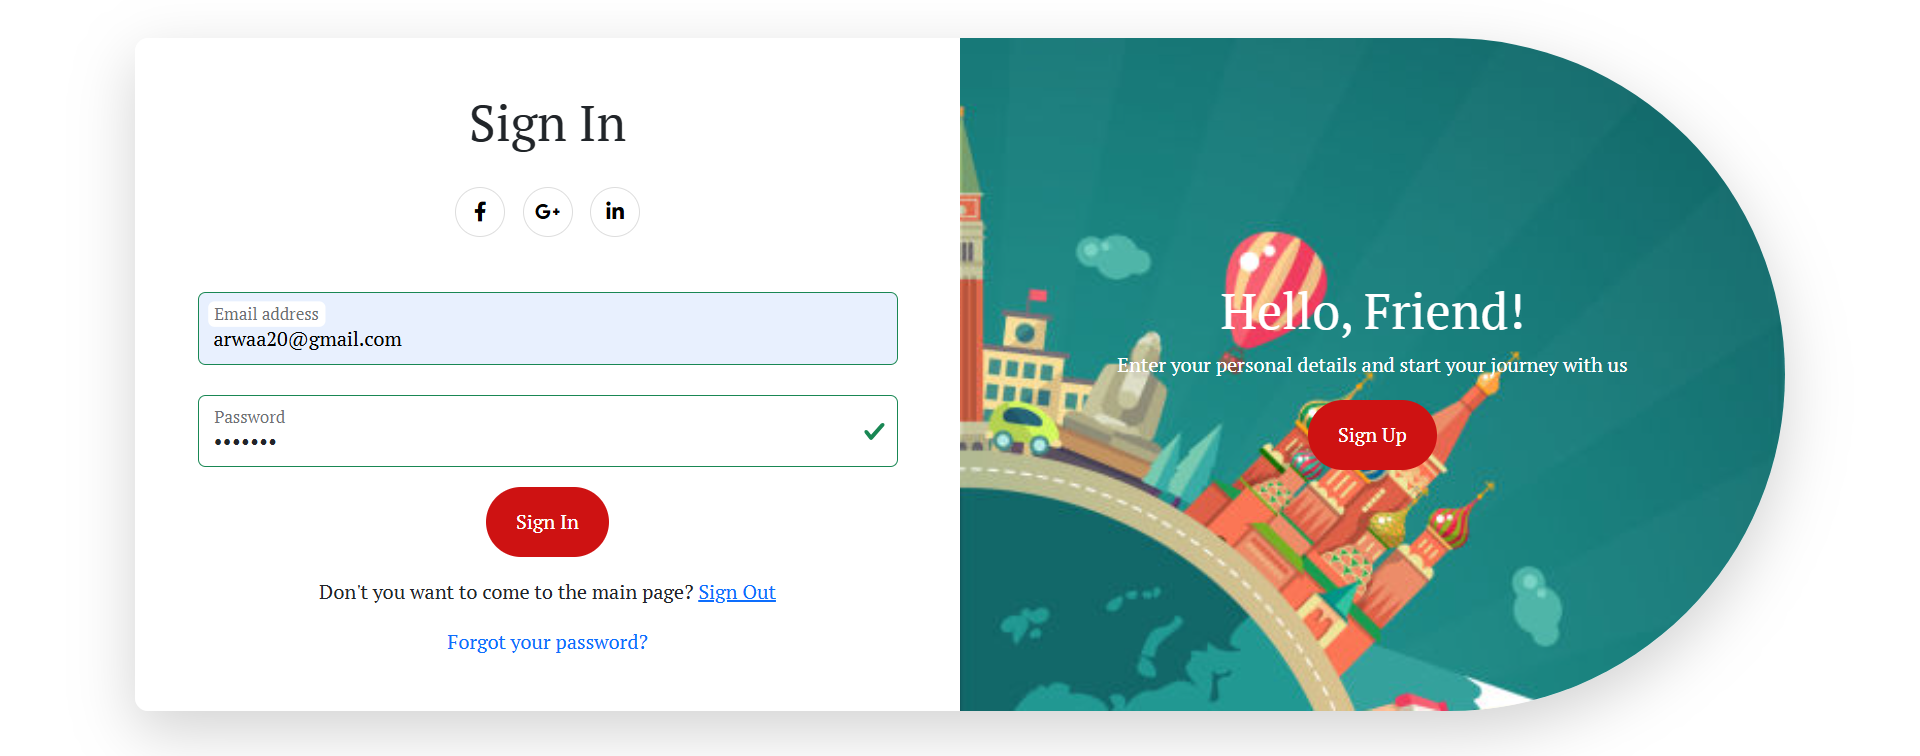 Sign In
f G+ in
Email address
arwaa20@gmail.com
Password
•••••••
Sign In
Don't you want to come to the main page? Sign Out
Forgot your password?
Hello, Friend!
Enter your personal details and start your journey with us
Sign Up